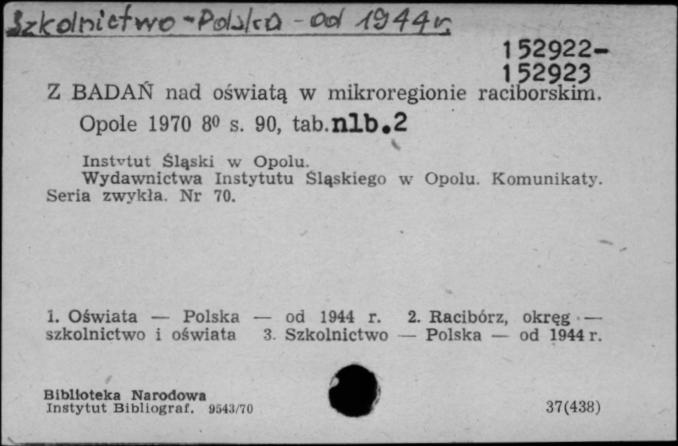 Szkolnictwo - Polska - od 1944 r.
152922-
152923
Z BADAŃ nad oświatą w mikroregionie raciborskim.
Opole 1970 8º s. 90, tab. nlb.2
Instytut Śląski w Opolu.
Wydawnictwa Instytutu Śląskiego w Opolu. Komunikaty.
Seria zwykła. Nr 70.
1. Oświata — Polska — od 1944 r. 2. Racibórz, okręg —
szkolnictwo i oświata 3. Szkolnictwo — Polska — od 1944 r.
Biblioteka Narodowa
Instytut Bibliograf. 9543/70
37(438)